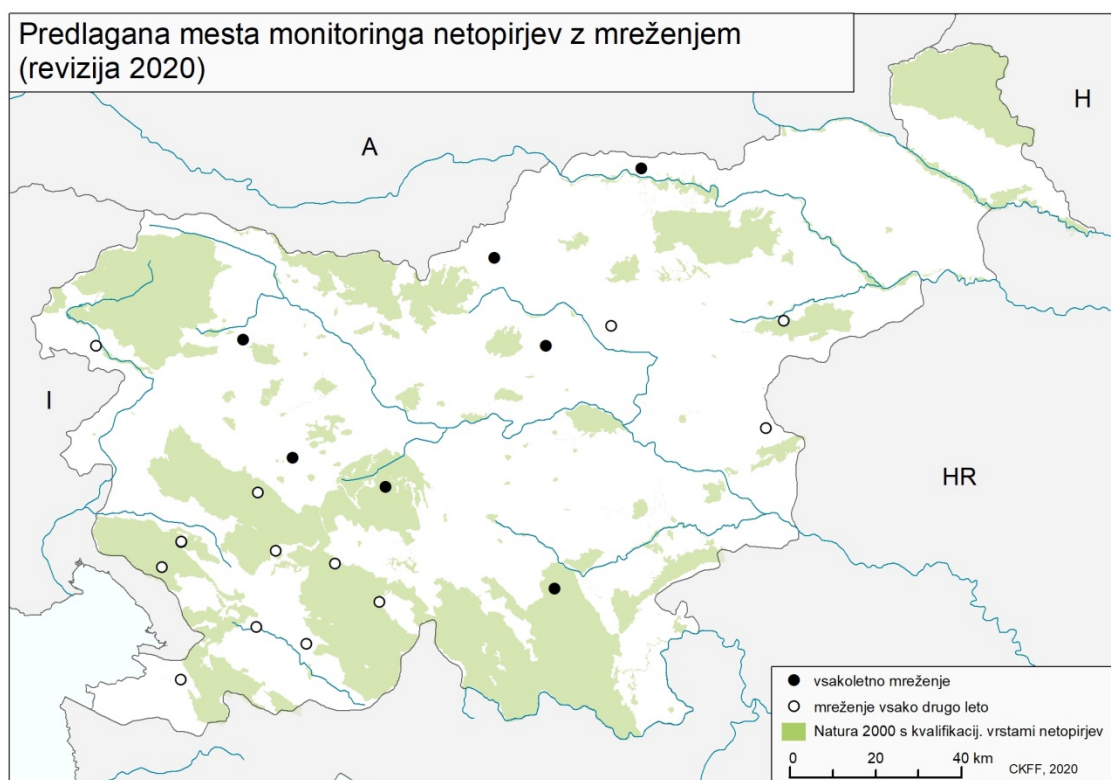 Predlagana mesta monitoringa netopirjev z mreženjem
(revizija 2020)
H
A
I
HR
vsakoletno mreženje
mreženje vsako drugo leto
Natura 2000 s kvalifikacij. vrstami netopirjev
0 20 40 km
CKFF, 2020